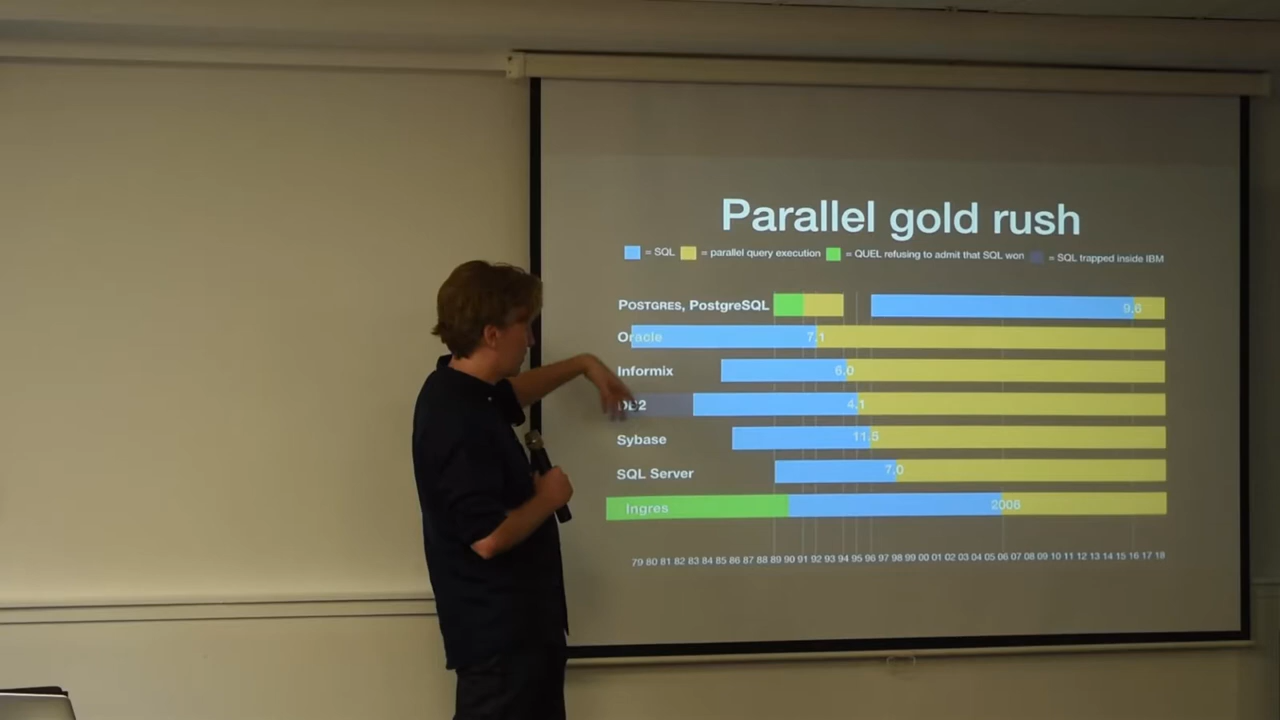 Parallel gold rush
= SQL = parallel query execution = QUEL refusing to admit that SQL won = SQL trapped inside IBM
POSTGRES, PostgreSQL 9.6
Oracle 7.1
Informix 6.0
DB2 4.1
Sybase 11.5
SQL Server 7.0
Ingres 2006
79 80 81 82 83 84 85 86 87 88 89 90 91 92 93 94 95 96 97 98 99 00 01 02 03 04 05 06 07 08 09 10 11 12 13 14 15 16 17 18